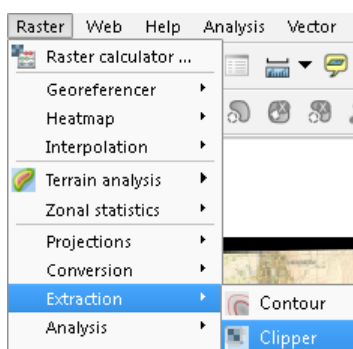 Raster Web Help Analysis Vector
Raster calculator ...
Georeferencer
Heatmap
Interpolation
Terrain analysis
Zonal statistics
Projections
Conversion
Extraction
Contour
Analysis
Clipper